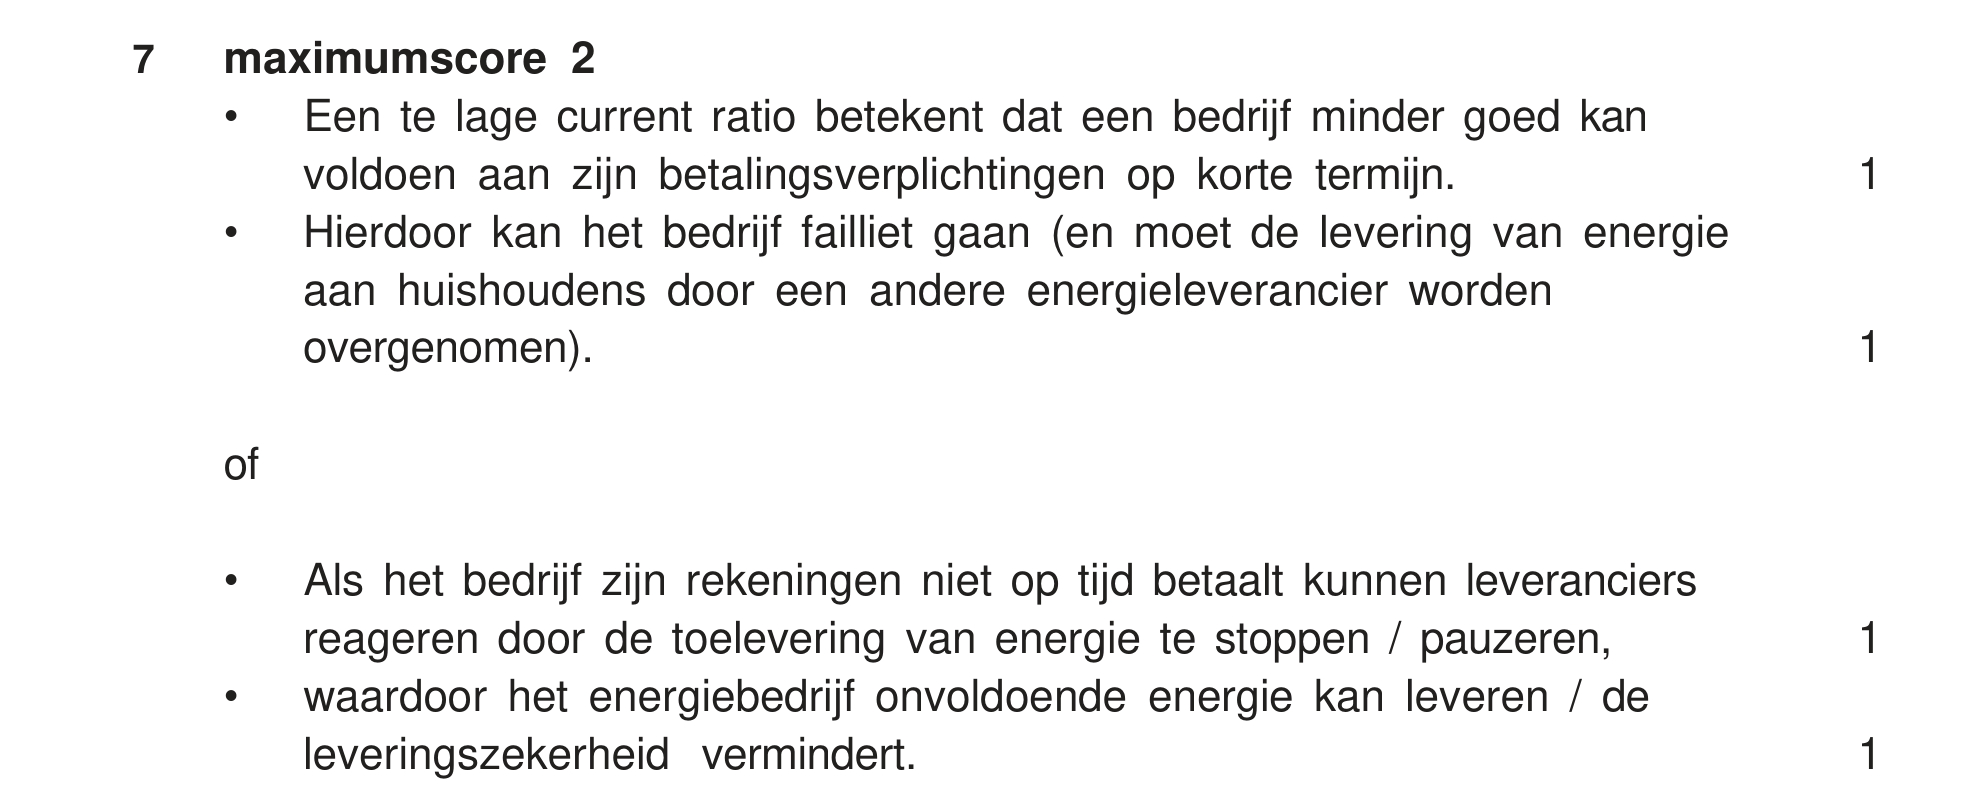 7 maximumscore 2
• Een te lage current ratio betekent dat een bedrijf minder goed kan
voldoen aan zijn betalingsverplichtingen op korte termijn. 1
• Hierdoor kan het bedrijf failliet gaan (en moet de levering van energie
aan huishoudens door een andere energieleverancier worden
overgenomen). 1
of
• Als het bedrijf zijn rekeningen niet op tijd betaalt kunnen leveranciers
reageren door de toelevering van energie te stoppen / pauzeren, 1
• waardoor het energiebedrijf onvoldoende energie kan leveren / de
leveringszekerheid vermindert. 1